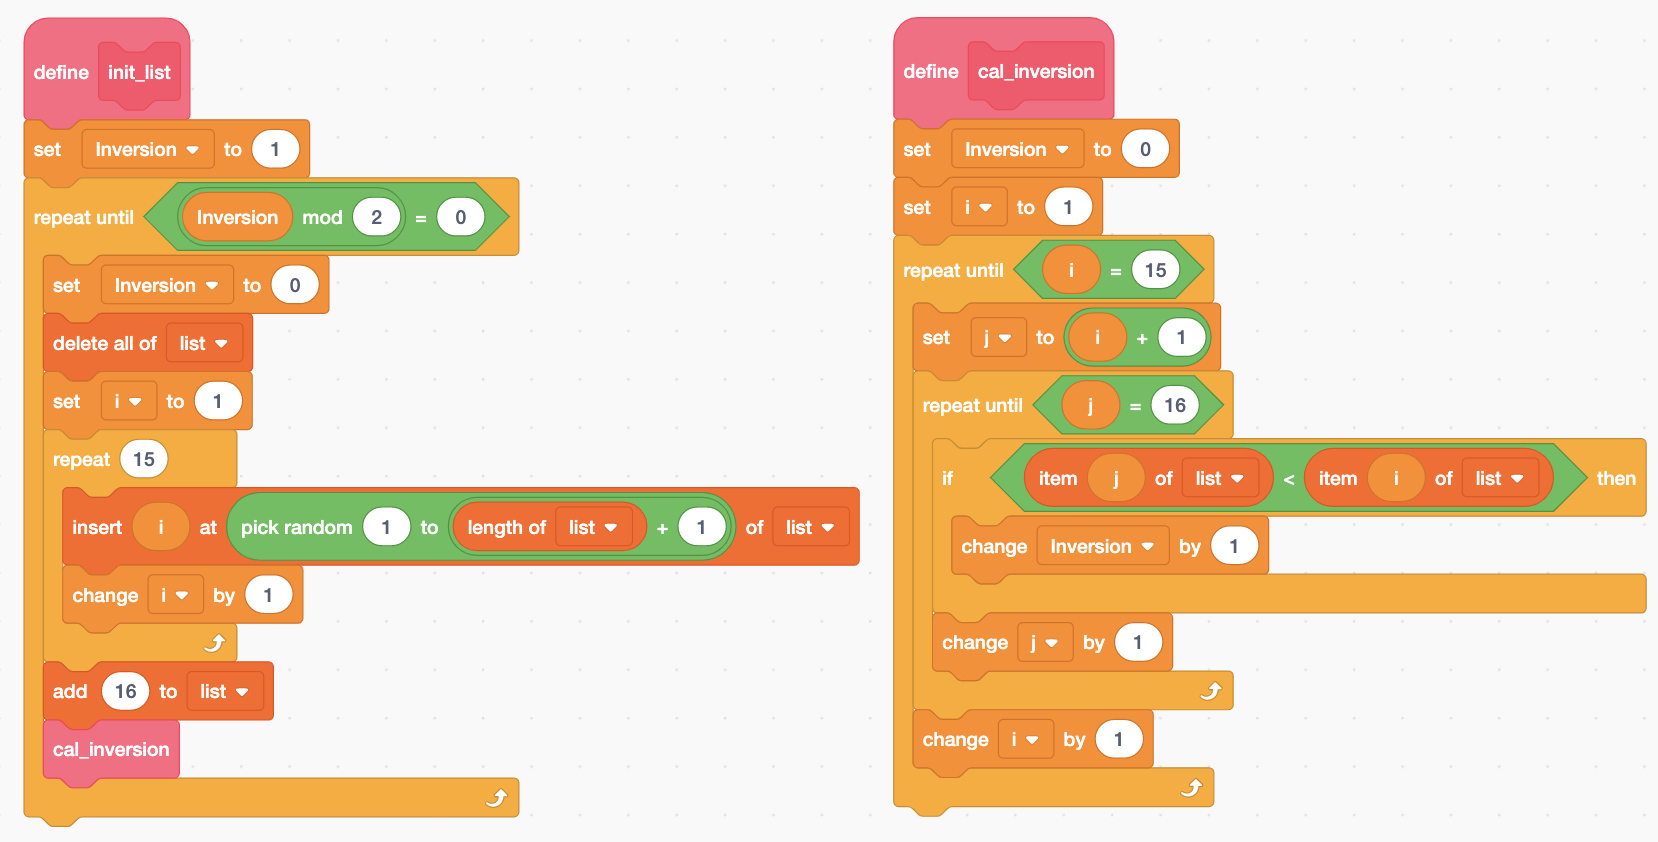 define init_list
set Inversion to 1
repeat until Inversion mod 2 = 0
set Inversion to 0
delete all of list
set i to 1
repeat 15
insert i at pick random 1 to length of list + 1 of list
change i by 1
add 16 to list
cal_inversion
define cal_inversion
set Inversion to 0
set i to 1
repeat until i = 15
set j to i + 1
repeat until j = 16
if item j of list < item i of list then
change Inversion by 1
change j by 1
change i by 1